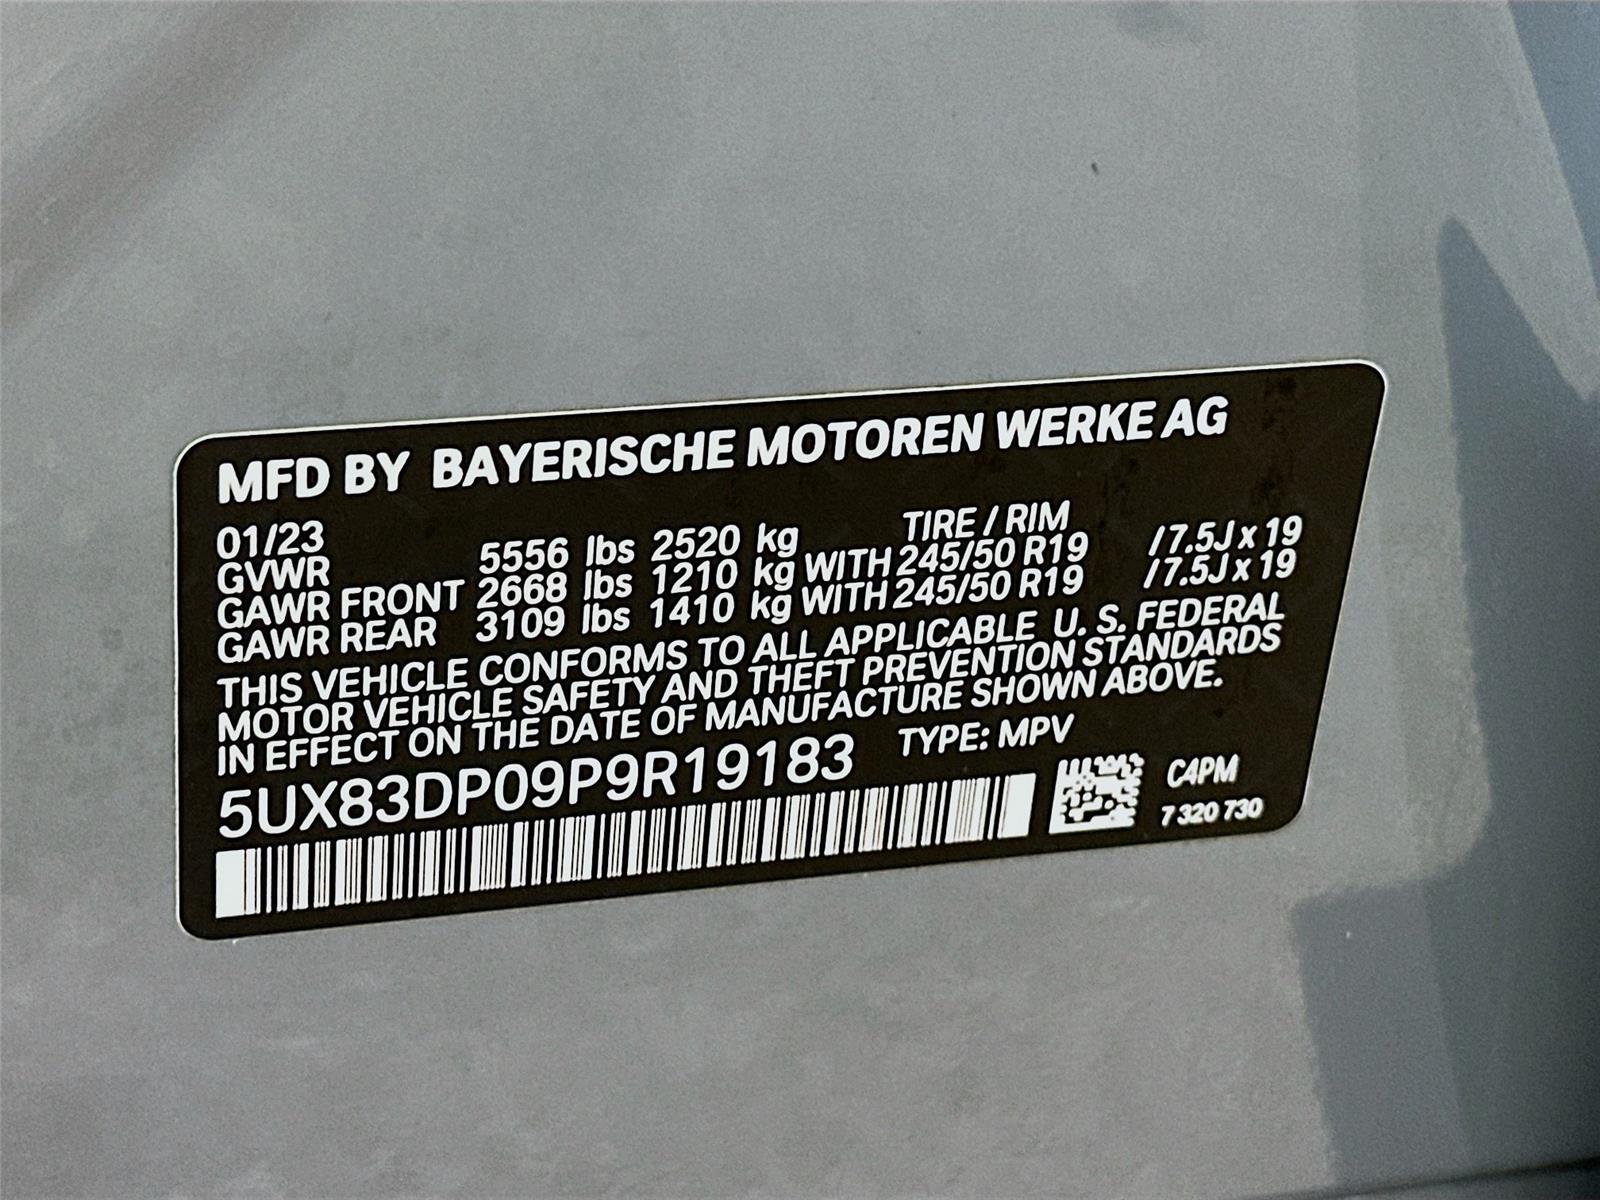 MFD BY BAYERISCHE MOTOREN WERKE AG
01/23 TIRE / RIM
GVWR 5556 lbs 2520 kg
GAWR FRONT 2668 lbs 1210 kg WITH 245/50 R19 /7.5J x 19
GAWR REAR 3109 lbs 1410 kg WITH 245/50 R19 /7.5J x 19
THIS VEHICLE CONFORMS TO ALL APPLICABLE U. S. FEDERAL
MOTOR VEHICLE SAFETY AND THEFT PREVENTION STANDARDS
IN EFFECT ON THE DATE OF MANUFACTURE SHOWN ABOVE.
5UX83DP09P9R19183 TYPE: MPV
C4PM
7 320 730